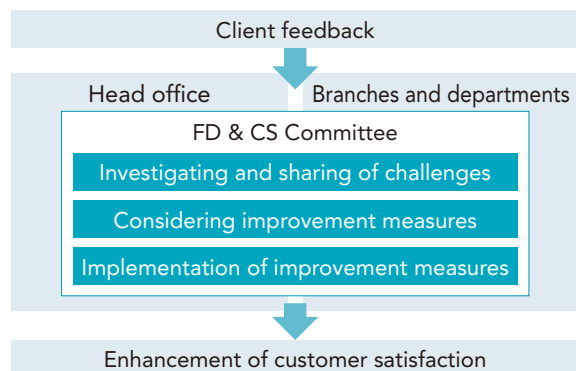 Client feedback
Head office
Branches and departments
FD & CS Committee
Investigating and sharing of challenges
Considering improvement measures
Implementation of improvement measures
Enhancement of customer satisfaction